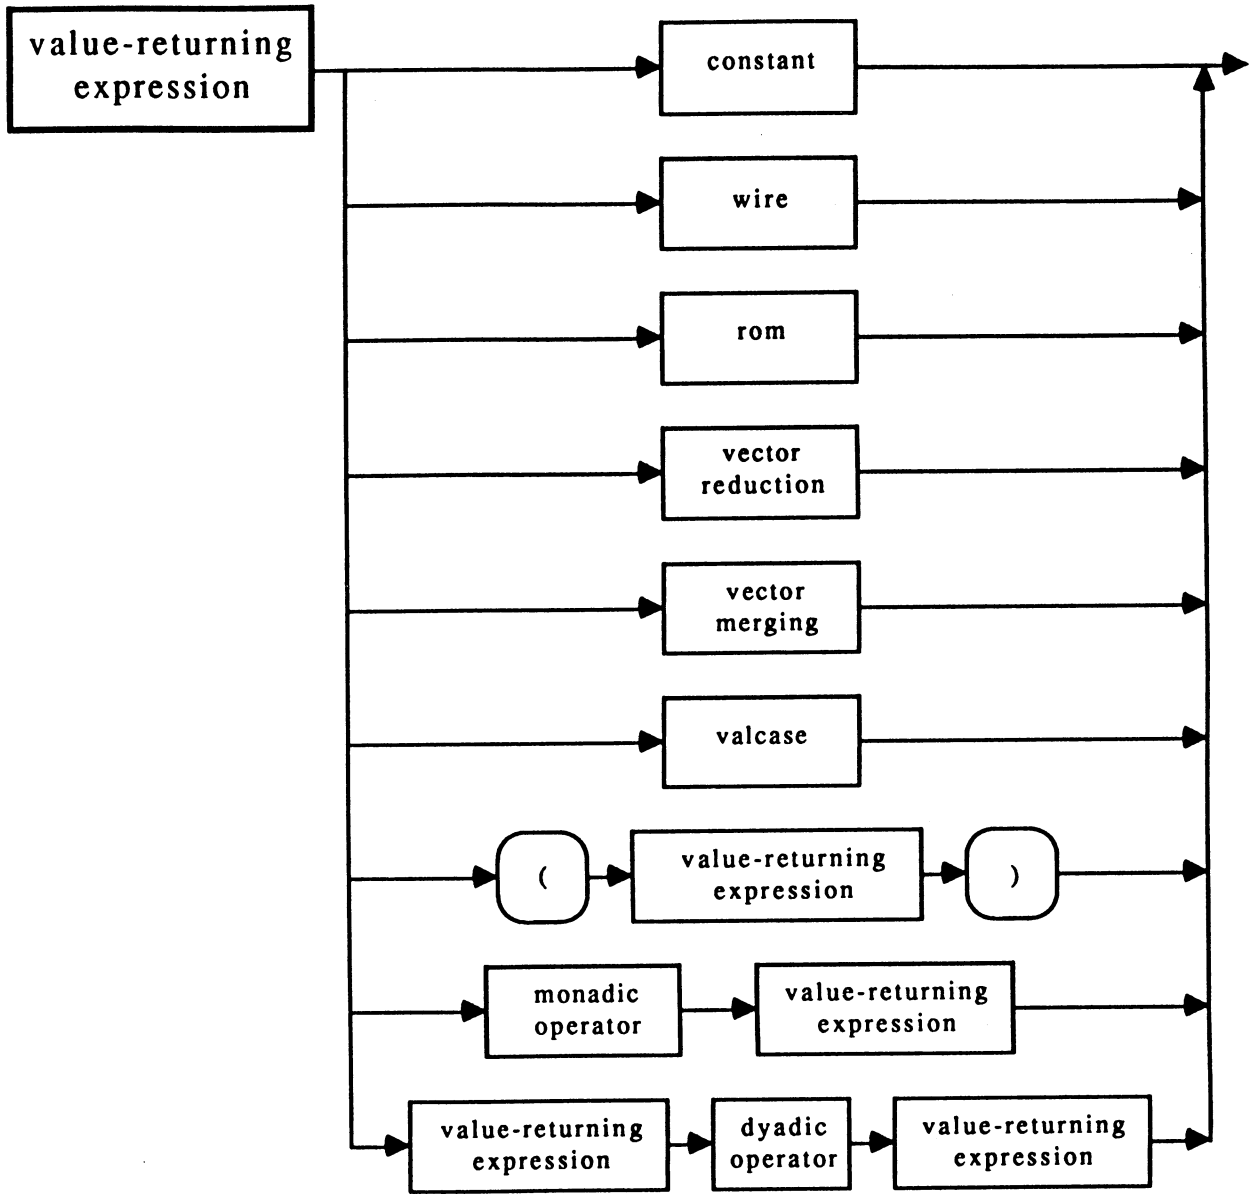 value-returning
expression
constant
wire
rom
vector
reduction
vector
merging
valcase
(
value-returning
expression
)
monadic
operator
value-returning
expression
value-returning
expression
dyadic
operator
value-returning
expression